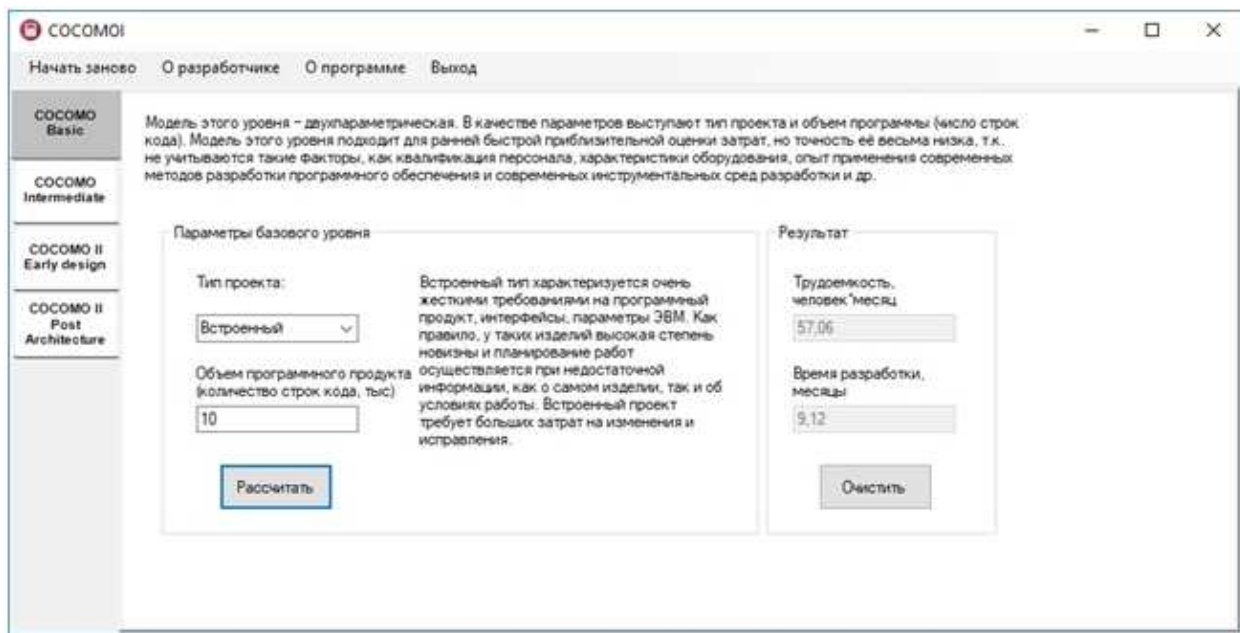 COCOMOI
Начать заново О разработчике О программе Выход
COCOMO
Basic
COCOMO
Intermediate
COCOMO II
Early design
COCOMO II
Post
Architecture
Модель этого уровня – двухпараметрическая. В качестве параметров выступают тип проекта и объем программы (число строк
кода). Модель этого уровня подходит для ранней быстрой приблизительной оценки затрат, но точность её весьма низка, т.к.
не учитываются такие факторы, как квалификация персонала, характеристики оборудования, опыт применения современных
методов разработки программного обеспечения и современных инструментальных сред разработки и др.
Параметры базового уровня
Тип проекта:
Встроенный
Объем программного продукта
(количество строк кода, тыс)
10
Рассчитать
Встроенный тип характеризуется очень
жесткими требованиями на программный
продукт, интерфейсы, параметры ЭВМ. Как
правило, у таких изделий высокая степень
новизны и планирование работ
осуществляется при недостаточной
информации, как о самом изделии, так и об
условиях работы. Встроенный проект
требует больших затрат на изменения и
исправления.
Результат
Трудоемкость,
человек*месяц
57,06
Время разработки,
месяцы
9,12
Очистить